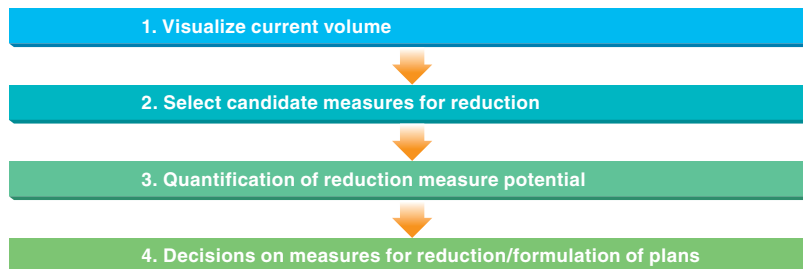 1. Visualize current volume
2. Select candidate measures for reduction
3. Quantification of reduction measure potential
4. Decisions on measures for reduction/formulation of plans